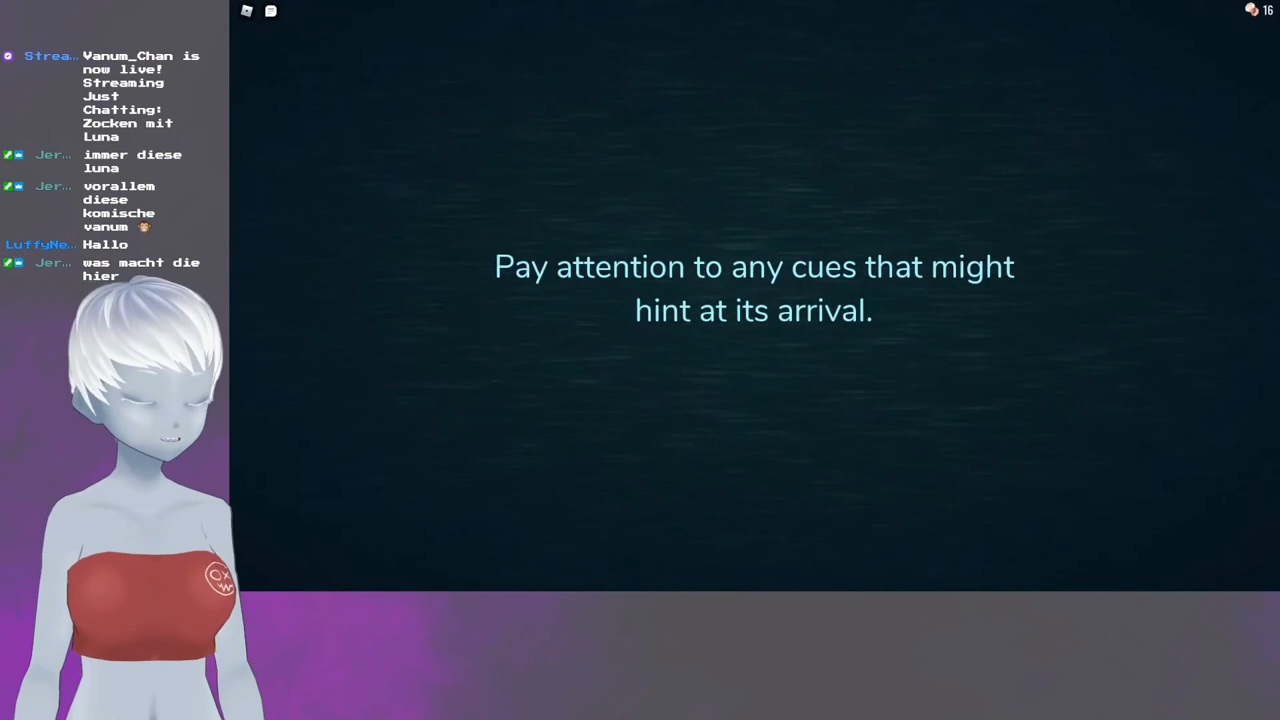 16
Strea… Vanum_Chan is
now live!
Streaming
Just
Chatting:
Zocken mit
Luna
Jer… immer diese
luna
Jer… vorallem
diese
komische
vanum
LuffyNe… Hallo
Jer… was macht die
hier
Pay attention to any cues that might
hint at its arrival.